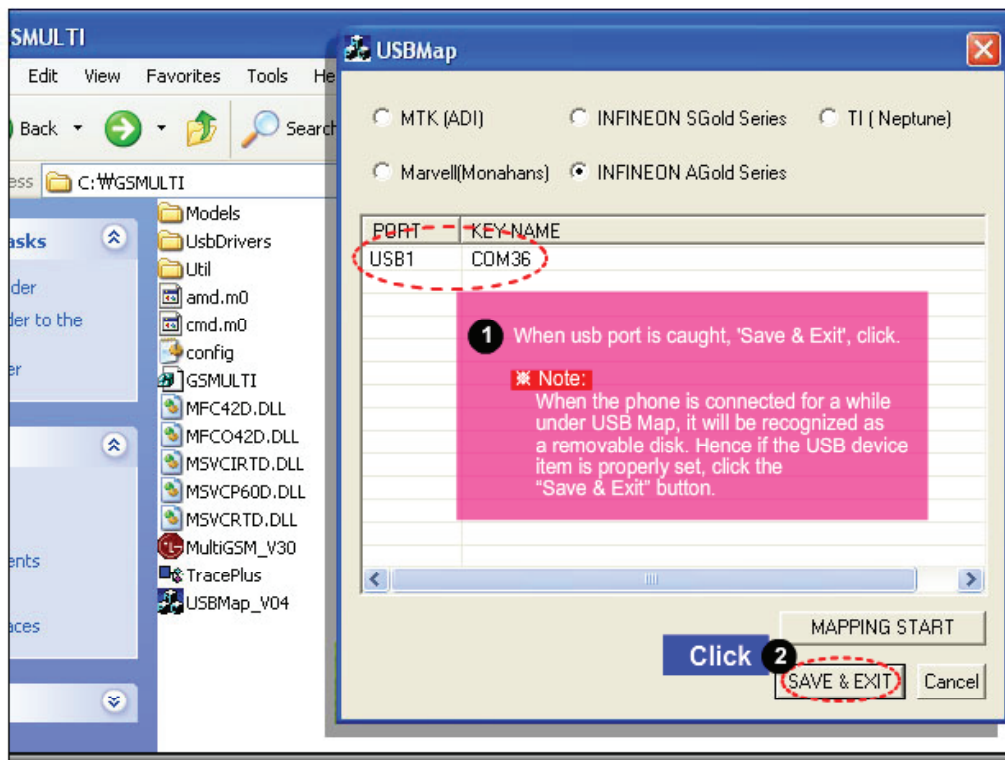 SMULTI
Edit View Favorites Tools He
Back Search
ess C:₩GSMULTI
asks
der
der to the
er
ents
aces
Models
UsbDrivers
Util
amd.m0
cmd.m0
config
GSMULTI
MFC42D.DLL
MFCO42D.DLL
MSVCIRTD.DLL
MSVCP60D.DLL
MSVCRTD.DLL
MultiGSM_V30
TracePlus
USBMap_V04
USBMap
MTK (ADI) INFINEON SGold Series TI ( Neptune)
Marvell(Monahans) INFINEON AGold Series
PORT KEY-NAME
USB1 COM36
1 When usb port is caught, 'Save & Exit', click.
※ Note:
When the phone is connected for a while
under USB Map, it will be recognized as
a removable disk. Hence if the USB device
item is properly set, click the
“Save & Exit” button.
MAPPING START
Click 2
SAVE & EXIT Cancel